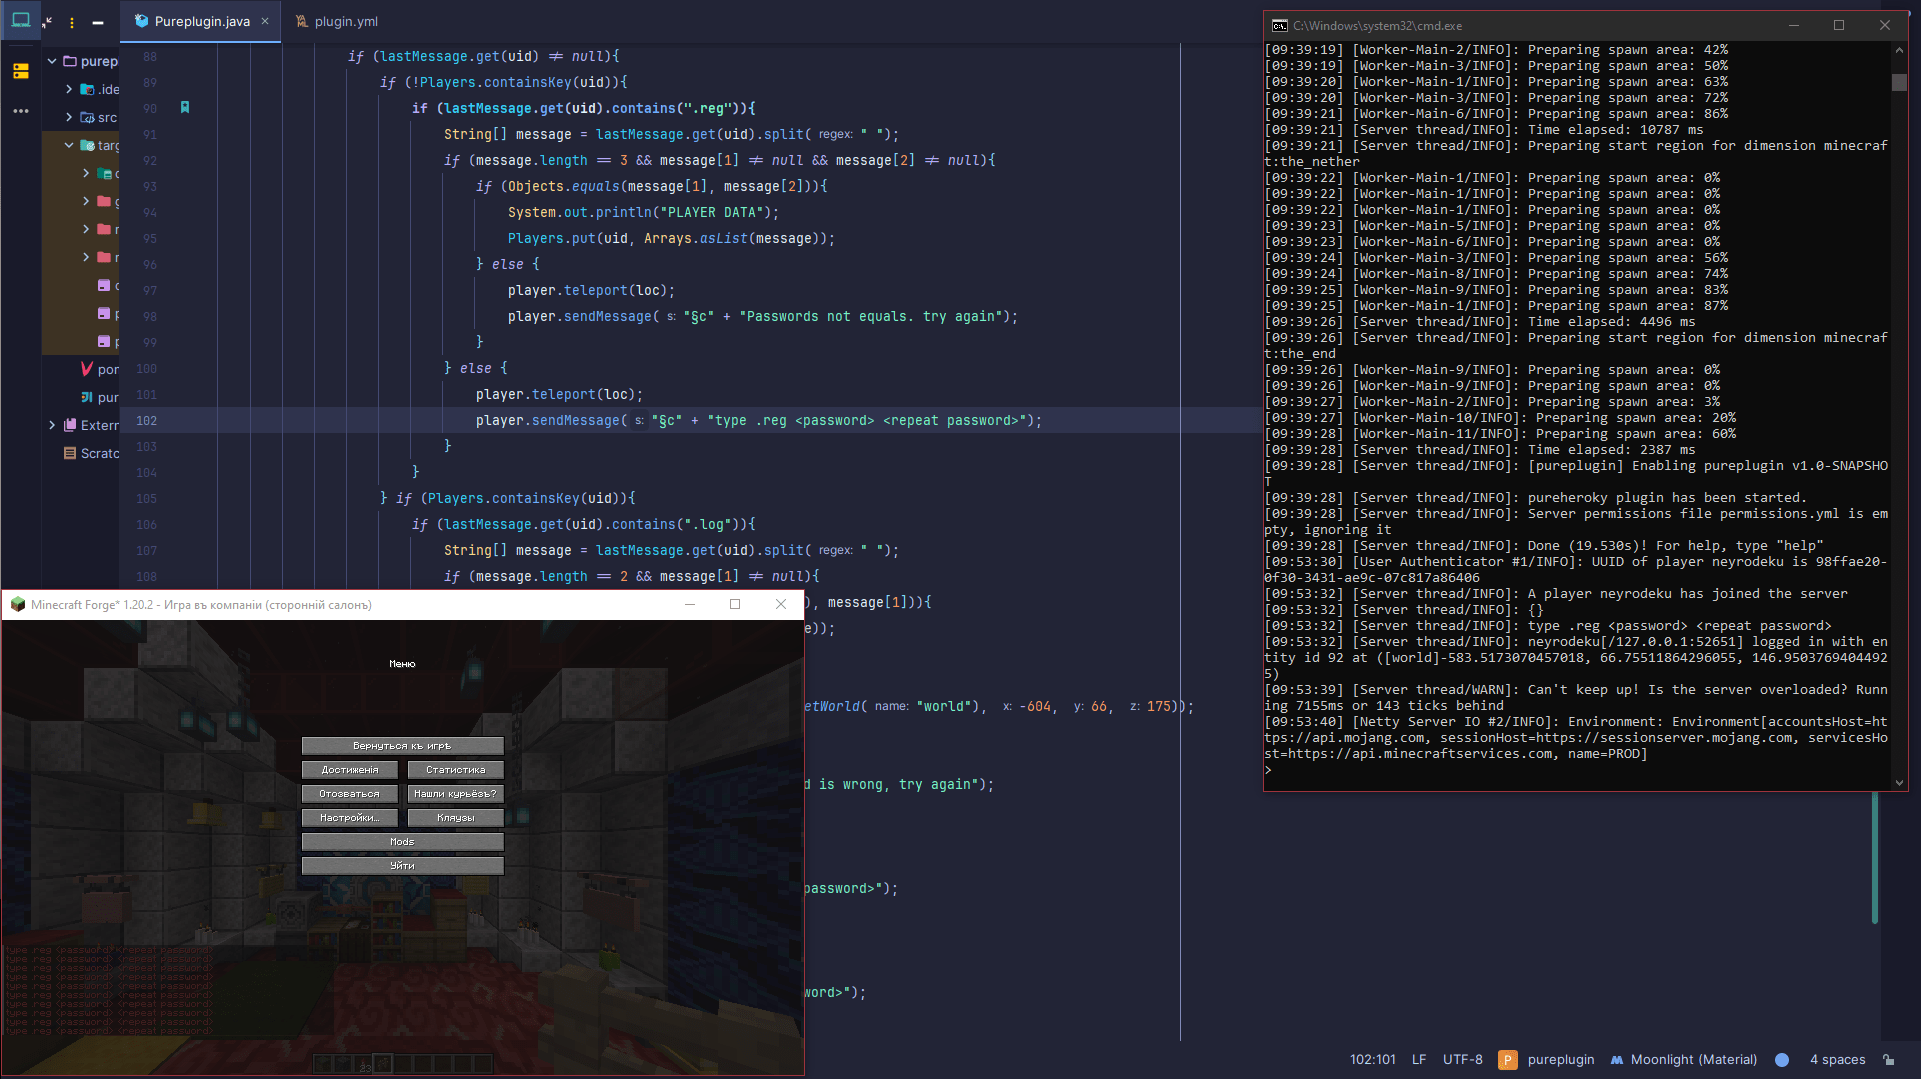 Pureplugin.java
plugin.yml
purep
.ide
src
targ
c
g
r
r
c
p
p
pon
pur
Extern
Scratc
88 if (lastMessage.get(uid) ≠ null){
89 if (!Players.containsKey(uid)){
90 if (lastMessage.get(uid).contains(".reg")){
91 String[] message = lastMessage.get(uid).split( regex: " ");
92 if (message.length == 3 && message[1] ≠ null && message[2] ≠ null){
93 if (Objects.equals(message[1], message[2])){
94 System.out.println("PLAYER DATA");
95 Players.put(uid, Arrays.asList(message));
96 } else {
97 player.teleport(loc);
98 player.sendMessage( s: "§c" + "Passwords not equals. try again");
99 }
100 } else {
101 player.teleport(loc);
102 player.sendMessage( s: "§c" + "type .reg <password> <repeat password>");
103 }
104 }
105 } if (Players.containsKey(uid)){
106 if (lastMessage.get(uid).contains(".log")){
107 String[] message = lastMessage.get(uid).split( regex: " ");
108 if (message.length == 2 && message[1] ≠ null){
), message[1])){
e));
etWorld( name: "world"), x: -604, y: 66, z: 175));
d is wrong, try again");
password>");
word>");
Minecraft Forge* 1.20.2 - Игра въ компаніи (сторонній салонъ)
Меню
Вернуться къ игрѣ
Достиженія
Статистика
Отозваться
Нашли курьёзъ?
Настройки...
Кляузы
Mods
Уйти
type .reg <password> <repeat password>
type .reg <password> <repeat password>
type .reg <password> <repeat password>
type .reg <password> <repeat password>
type .reg <password> <repeat password>
type .reg <password> <repeat password>
type .reg <password> <repeat password>
type .reg <password> <repeat password>
type .reg <password> <repeat password>
type .reg <password> <repeat password>
23
C:\Windows\system32\cmd.exe
[09:39:19] [Worker-Main-2/INFO]: Preparing spawn area: 42%
[09:39:19] [Worker-Main-3/INFO]: Preparing spawn area: 50%
[09:39:20] [Worker-Main-1/INFO]: Preparing spawn area: 63%
[09:39:20] [Worker-Main-3/INFO]: Preparing spawn area: 72%
[09:39:21] [Worker-Main-6/INFO]: Preparing spawn area: 86%
[09:39:21] [Server thread/INFO]: Time elapsed: 10787 ms
[09:39:21] [Server thread/INFO]: Preparing start region for dimension minecraf
t:the_nether
[09:39:22] [Worker-Main-1/INFO]: Preparing spawn area: 0%
[09:39:22] [Worker-Main-1/INFO]: Preparing spawn area: 0%
[09:39:22] [Worker-Main-1/INFO]: Preparing spawn area: 0%
[09:39:23] [Worker-Main-5/INFO]: Preparing spawn area: 0%
[09:39:23] [Worker-Main-6/INFO]: Preparing spawn area: 0%
[09:39:24] [Worker-Main-3/INFO]: Preparing spawn area: 56%
[09:39:24] [Worker-Main-8/INFO]: Preparing spawn area: 74%
[09:39:25] [Worker-Main-9/INFO]: Preparing spawn area: 83%
[09:39:25] [Worker-Main-1/INFO]: Preparing spawn area: 87%
[09:39:26] [Server thread/INFO]: Time elapsed: 4496 ms
[09:39:26] [Server thread/INFO]: Preparing start region for dimension minecraf
t:the_end
[09:39:26] [Worker-Main-9/INFO]: Preparing spawn area: 0%
[09:39:26] [Worker-Main-9/INFO]: Preparing spawn area: 0%
[09:39:27] [Worker-Main-2/INFO]: Preparing spawn area: 3%
[09:39:27] [Worker-Main-10/INFO]: Preparing spawn area: 20%
[09:39:28] [Worker-Main-11/INFO]: Preparing spawn area: 60%
[09:39:28] [Server thread/INFO]: Time elapsed: 2387 ms
[09:39:28] [Server thread/INFO]: [pureplugin] Enabling pureplugin v1.0-SNAPSHO
T
[09:39:28] [Server thread/INFO]: pureheroky plugin has been started.
[09:39:28] [Server thread/INFO]: Server permissions file permissions.yml is em
pty, ignoring it
[09:39:28] [Server thread/INFO]: Done (19.530s)! For help, type "help"
[09:53:30] [User Authenticator #1/INFO]: UUID of player neyrodeku is 98ffae20-
0f30-3431-ae9c-07c817a86406
[09:53:32] [Server thread/INFO]: A player neyrodeku has joined the server
[09:53:32] [Server thread/INFO]: {}
[09:53:32] [Server thread/INFO]: type .reg <password> <repeat password>
[09:53:32] [Server thread/INFO]: neyrodeku[/127.0.0.1:52651] logged in with en
tity id 92 at ([world]-583.5173070457018, 66.75511864296055, 146.9503769404492
5)
[09:53:39] [Server thread/WARN]: Can't keep up! Is the server overloaded? Runn
ing 7155ms or 143 ticks behind
[09:53:40] [Netty Server IO #2/INFO]: Environment: Environment[accountsHost=ht
tps://api.mojang.com, sessionHost=https://sessionserver.mojang.com, servicesHo
st=https://api.minecraftservices.com, name=PROD]
>
102:101 LF UTF-8 P pureplugin Moonlight (Material) 4 spaces